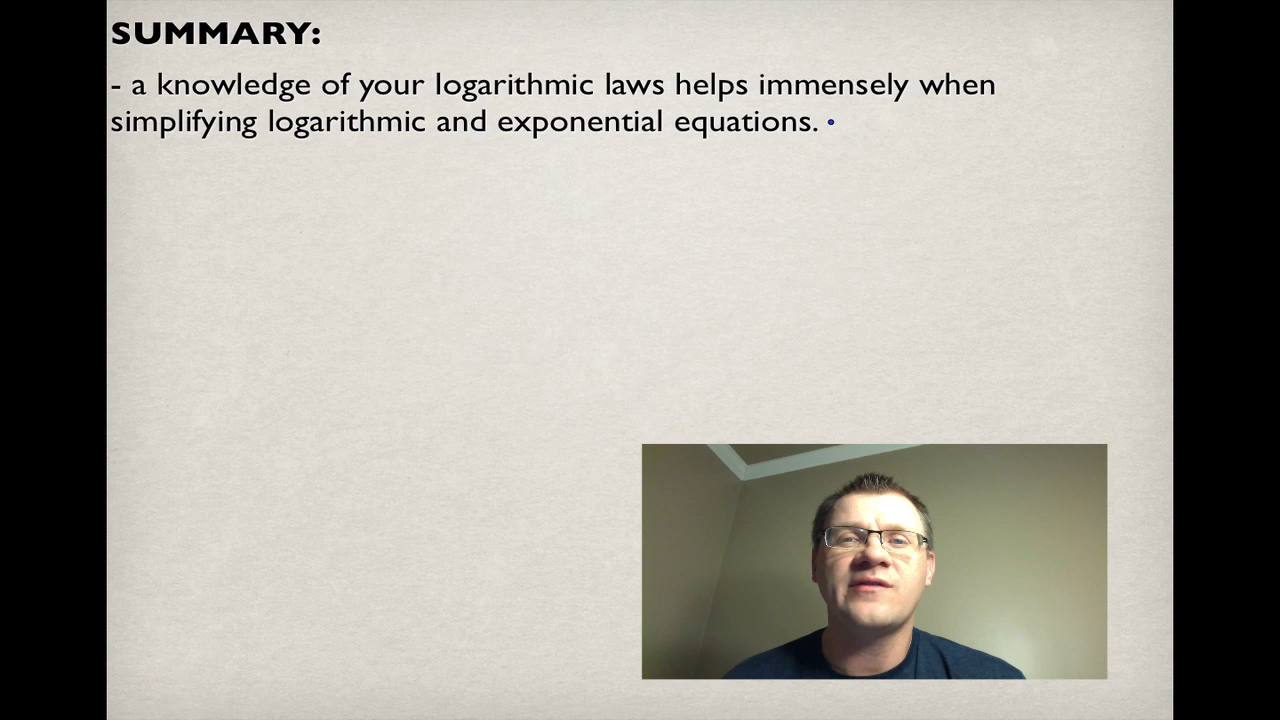 SUMMARY:
- a knowledge of your logarithmic laws helps immensely when
simplifying logarithmic and exponential equations.